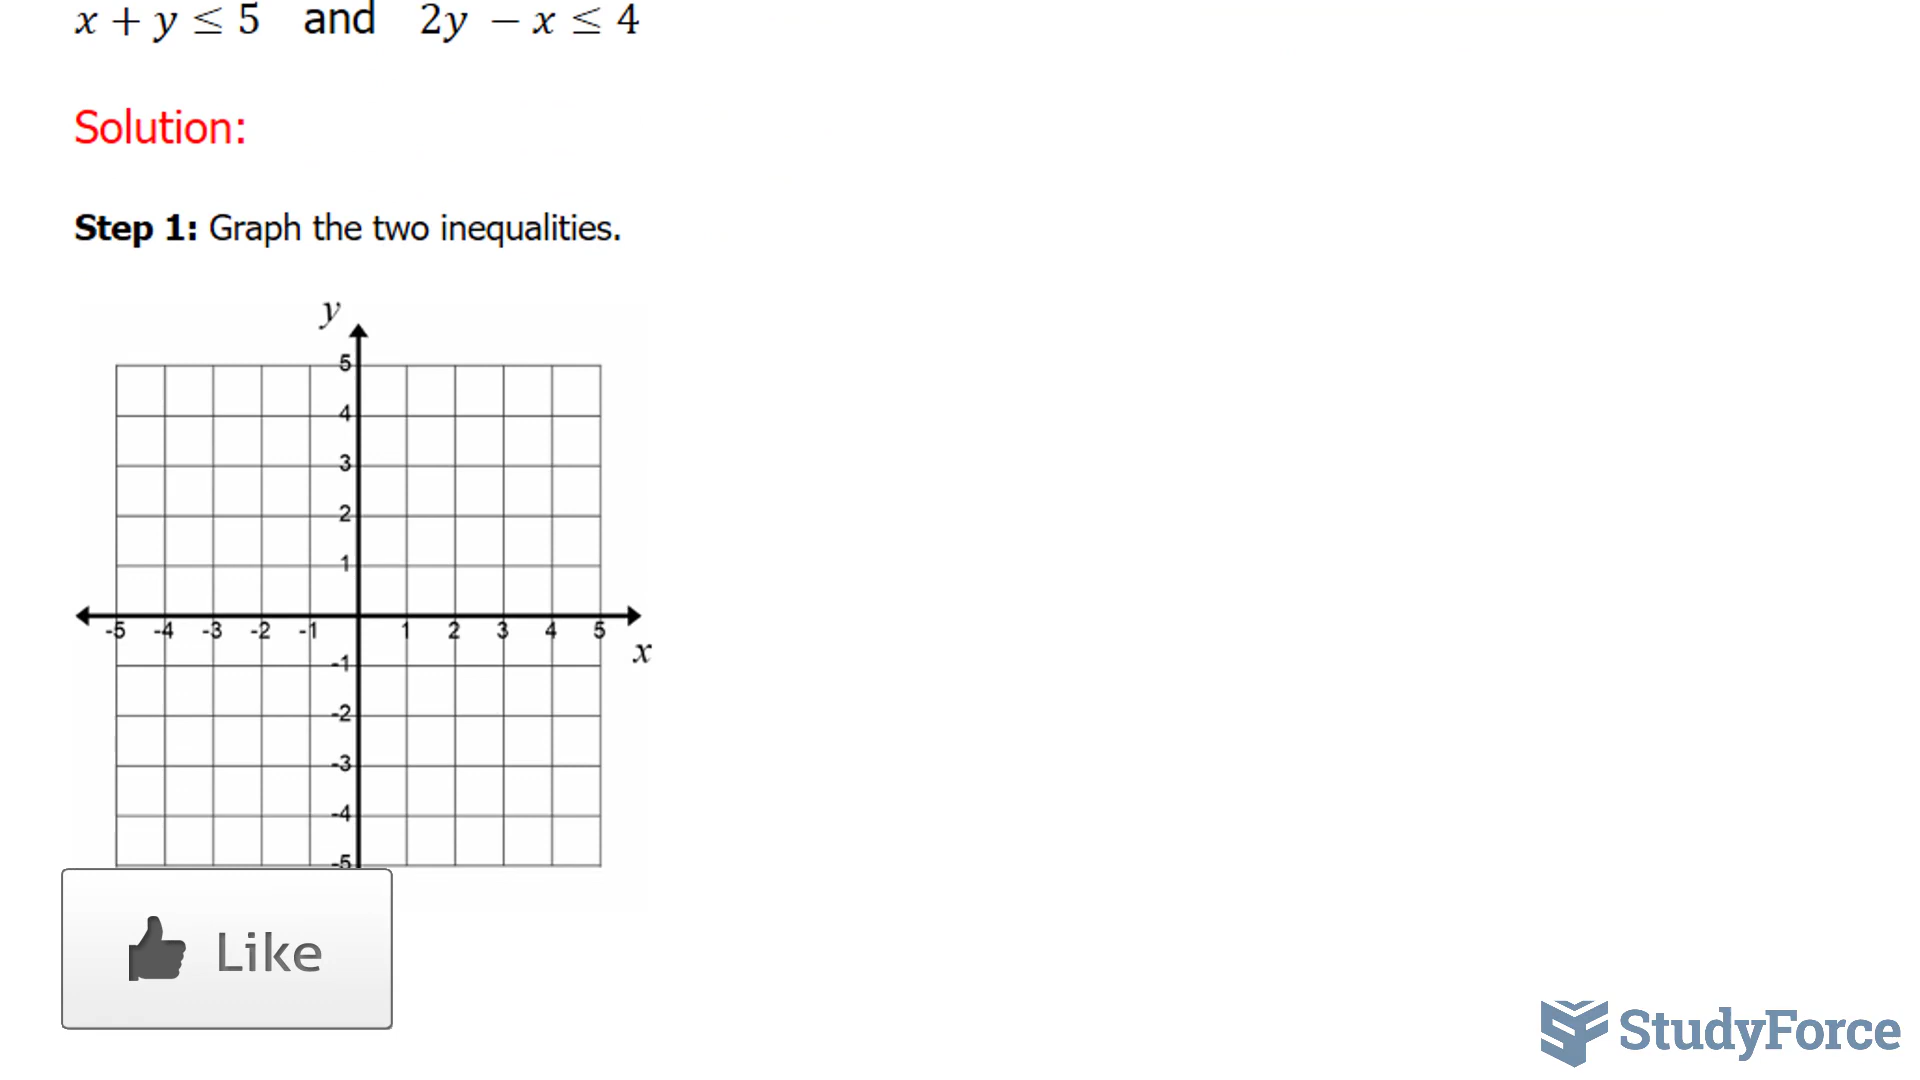 x + y ≤ 5 and 2y − x ≤ 4
Solution:
Step 1: Graph the two inequalities.
y
5
4
3
2
1
-5 -4 -3 -2 -1 1 2 3 4 5
x
-1
-2
-3
-4
-5
Like
StudyForce